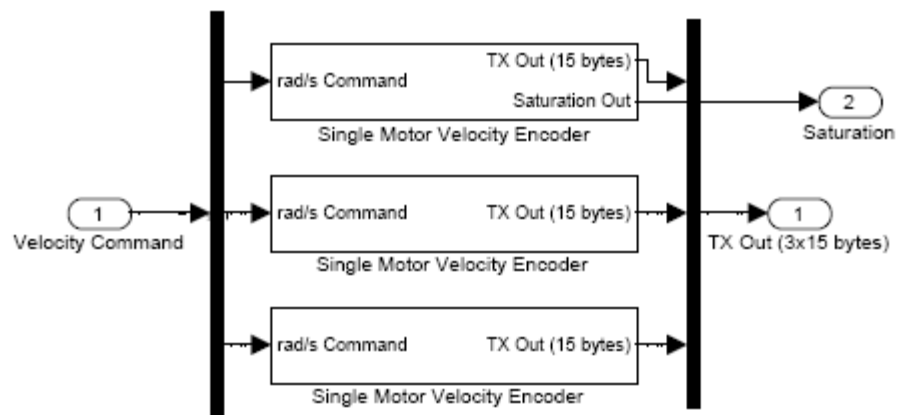 TX Out (15 bytes)
rad/s Command
Saturation Out
2
Single Motor Velocity Encoder
Saturation
1
rad/s Command
TX Out (15 bytes)
1
Velocity Command
TX Out (3x15 bytes)
Single Motor Velocity Encoder
rad/s Command
TX Out (15 bytes)
Single Motor Velocity Encoder